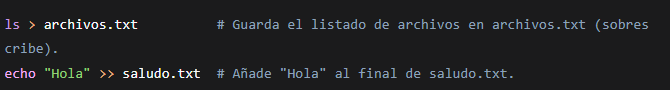 ls > archivos.txt          # Guarda el listado de archivos en archivos.txt (sobres
cribe).
echo "Hola" >> saludo.txt  # Añade "Hola" al final de saludo.txt.